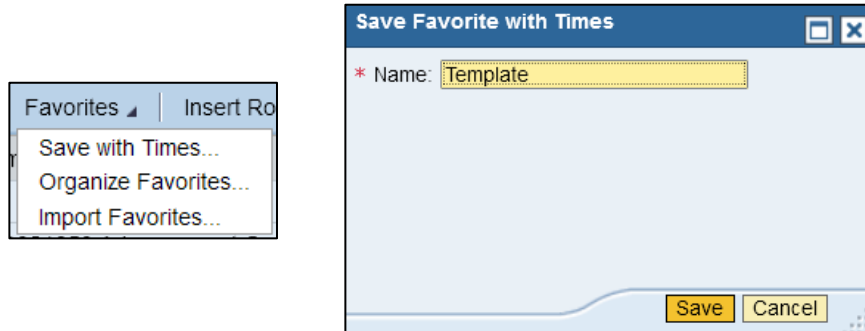 Favorites
Insert Ro
Save with Times...
Organize Favorites...
Import Favorites...
Save Favorite with Times
* Name: Template
Save
Cancel